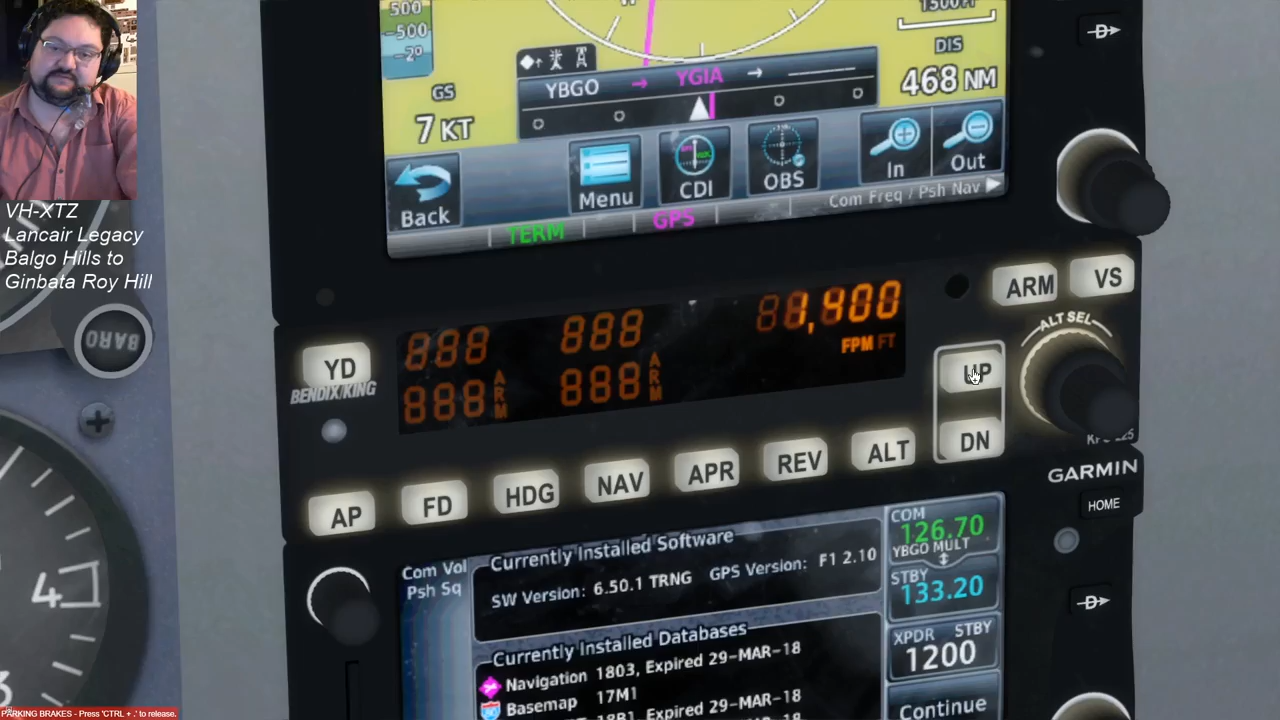 VH-XTZ
Lancair Legacy
Balgo Hills to
Ginbata Roy Hill
500
-500
-2°
GS
7 KT
YBGO → YGIA →
1500FT
DIS
468 NM
Back
Menu
CDI
OBS
In
Out
Com Freq / Psh Nav
TERM
GPS
BARO
YD
BENDIX/KING
888
888
1,400
FPM FT
888 ARM
888 ARM
ARM
VS
ALT SEL
UP
DN
AP
FD
HDG
NAV
APR
REV
ALT
GARMIN
HOME
4
3
Com Vol
Psh Sq
Currently Installed Software
SW Version: 6.50.1 TRNG GPS Version: F1 2.10
Currently Installed Databases
Navigation 1803, Expired 29-MAR-18
Basemap 17M1
COM
126.70
YBGO MULT
STBY
133.20
XPDR STBY
1200
Continue
PARKING BRAKES - Press 'CTRL + .' to release.